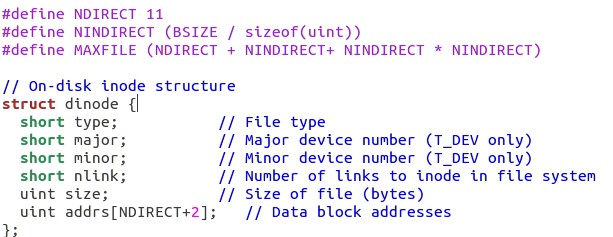 #define NDIRECT 11
#define NINDIRECT (BSIZE / sizeof(uint))
#define MAXFILE (NDIRECT + NINDIRECT+ NINDIRECT * NINDIRECT)

// On-disk inode structure
struct dinode {
  short type;           // File type
  short major;          // Major device number (T_DEV only)
  short minor;          // Minor device number (T_DEV only)
  short nlink;          // Number of links to inode in file system
  uint size;            // Size of file (bytes)
  uint addrs[NDIRECT+2];   // Data block addresses
};